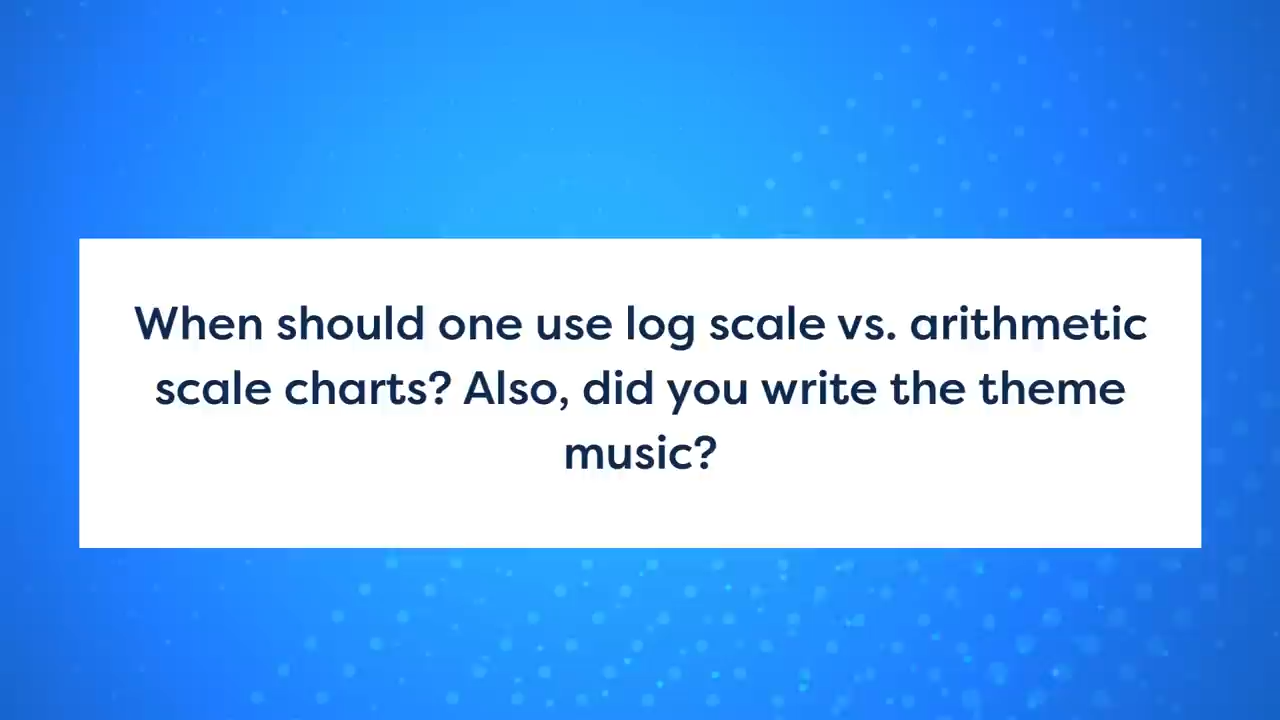 When should one use log scale vs. arithmetic
scale charts? Also, did you write the theme
music?